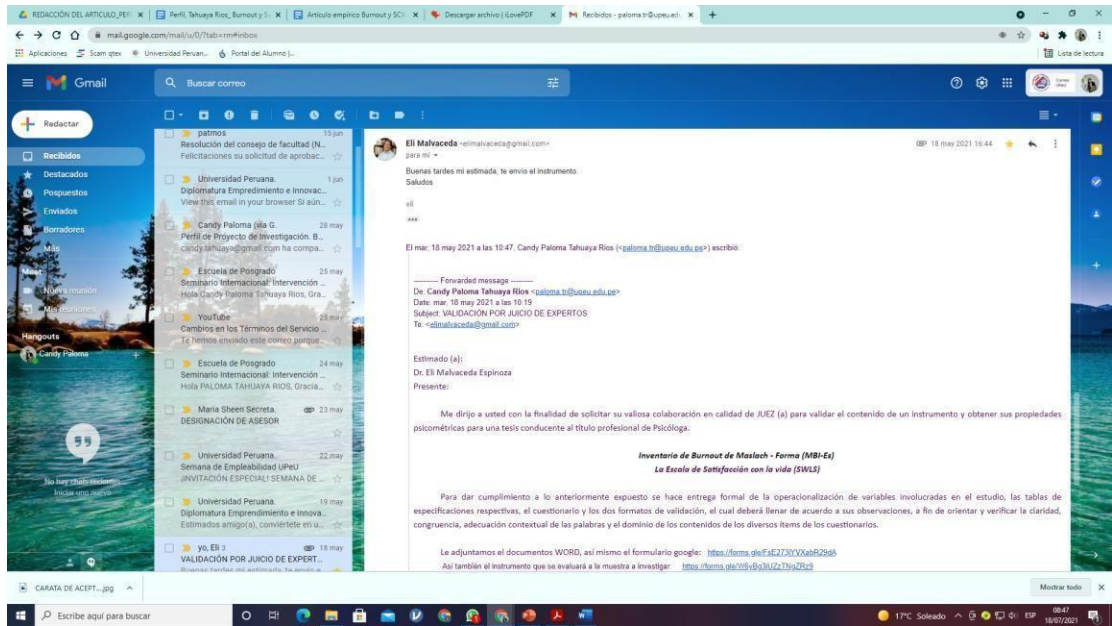 REDACCIÓN DEL ARTICULO_PERF
Perfil, Tahuaya Rios_ Burnout y S
Artículo empírico Burnout y SCV
Descargar archivo | iLovePDF
Recibidos - paloma.tr@upeu.edu.
mail.google.com/mail/u/0/?tab=rm#inbox
Aplicaciones
Scam qtex
Universidad Peruan...
Portal del Alumno |...
Lista de lectura
Gmail
Buscar correo
Redactar
Recibidos
Destacados
Pospuestos
Enviados
Borradores
Más
Meet
Nueva reunión
Mis reuniones
Hangouts
Candy Paloma
No hay chats recientes
Iniciar uno nuevo
patmos 15 jun
Resolución del consejo de facultad (N...
Felicitaciones su solicitud de aprobac...
Universidad Peruana. 1 jun
Diplomatura Empredimiento e Innovac...
View this email in your browser Si aún...
Candy Paloma (vía G. 28 may
Perfil de Proyecto de Investigación. B...
candy.tahuaya@gmail.com ha compa...
Escuela de Posgrado 25 may
Seminario Internacional: Intervención ...
Hola Candy Paloma Tahuaya Rios, Gra...
YouTube 25 may
Cambios en los Términos del Servicio ...
Te hemos enviado este correo porque...
Escuela de Posgrado 24 may
Seminario Internacional: Intervención ...
Hola PALOMA TAHUAYA RIOS, Gracia...
Maria Sheen Secreta. 23 may
DESIGNACIÓN DE ASESOR
Universidad Peruana. 22 may
Semana de Empleabilidad UPeU
¡INVITACIÓN ESPECIAL! SEMANA DE ...
Universidad Peruana. 19 may
Diplomatura Emprendimiento e Innova...
Estimados amigo(a), conviértete en u...
yo, Eli 3 18 may
VALIDACIÓN POR JUICIO DE EXPERT...
Buenas tardes mi estimada, te envío e...
Eli Malvaceda <elimalvaceda@gmail.com> 18 may 2021 16:44
para mí
Buenas tardes mi estimada, te envío el instrumento.
Saludos
eli
El mar, 18 may 2021 a las 10:47, Candy Paloma Tahuaya Rios (<paloma.tr@upeu.edu.pe>) escribió:
---------- Forwarded message ----------
De: Candy Paloma Tahuaya Rios <paloma.tr@upeu.edu.pe>
Date: mar, 18 may 2021 a las 10:19
Subject: VALIDACIÓN POR JUICIO DE EXPERTOS
To: <elimalvaceda@gmail.com>
Estimado (a):
Dr. Eli Malvaceda Espinoza
Presente:
Me dirijo a usted con la finalidad de solicitar su valiosa colaboración en calidad de JUEZ (a) para validar el contenido de un instrumento y obtener sus propiedades
psicométricas para una tesis conducente al título profesional de Psicóloga.
Inventario de Burnout de Maslach - Forma (MBI-Es)
La Escala de Satisfacción con la vida (SWLS)
Para dar cumplimiento a lo anteriormente expuesto se hace entrega formal de la operacionalización de variables involucradas en el estudio, las tablas de
especificaciones respectivas, el cuestionario y los dos formatos de validación, el cual deberá llenar de acuerdo a sus observaciones, a fin de orientar y verificar la claridad,
congruencia, adecuación contextual de las palabras y el dominio de los contenidos de los diversos ítems de los cuestionarios.
Le adjuntamos el documentos WORD, así mismo el formulario google:
Así también el instrumento que se evaluará a la muestra a investigar
CARATA DE ACEPT....jpg
Mostrar todo
Escribe aquí para buscar
17°C Soleado
ESP
08:47
18/07/2021